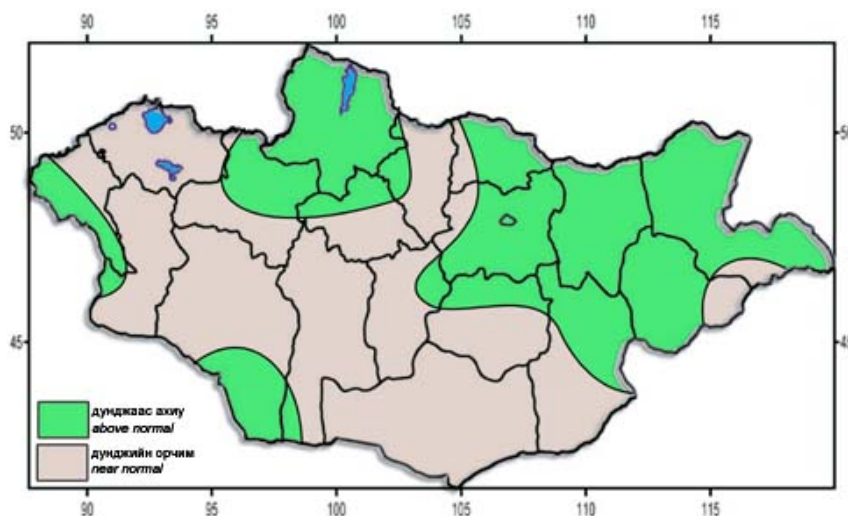 90 95 100 105 110 115
50 50
45 45
дунджаас ахиу
above normal
дунджийн орчим
near normal
90 95 100 105 110 115